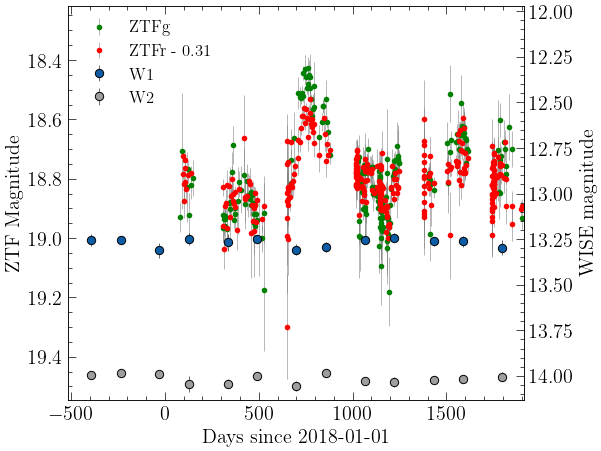 ZTFg
ZTFr - 0.31
W1
W2
18.4
18.6
18.8
19.0
19.2
19.4
ZTF Magnitude
12.00
12.25
12.50
12.75
13.00
13.25
13.50
13.75
14.00
WISE magnitude
−500
0
500
1000
1500
Days since 2018-01-01